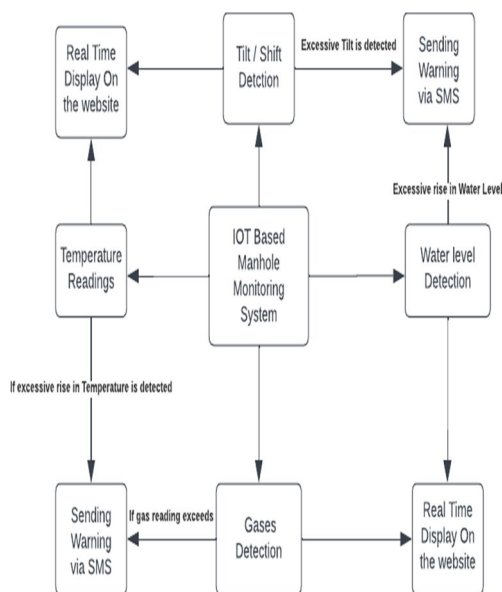 Real Time
Display On
the website
Tilt / Shift
Detction
Excessive Tilt is detected
Sending
Warning
via SMS
Excessive rise in Water Level
Temperature
Readings
IOT Based
Manhole
Monitoring
System
Water level
Detection
If excessive rise in Temperature is detected
Sending
Warning
via SMS
If gas reading exceeds
Gases
Detection
Real Time
Display On
the website